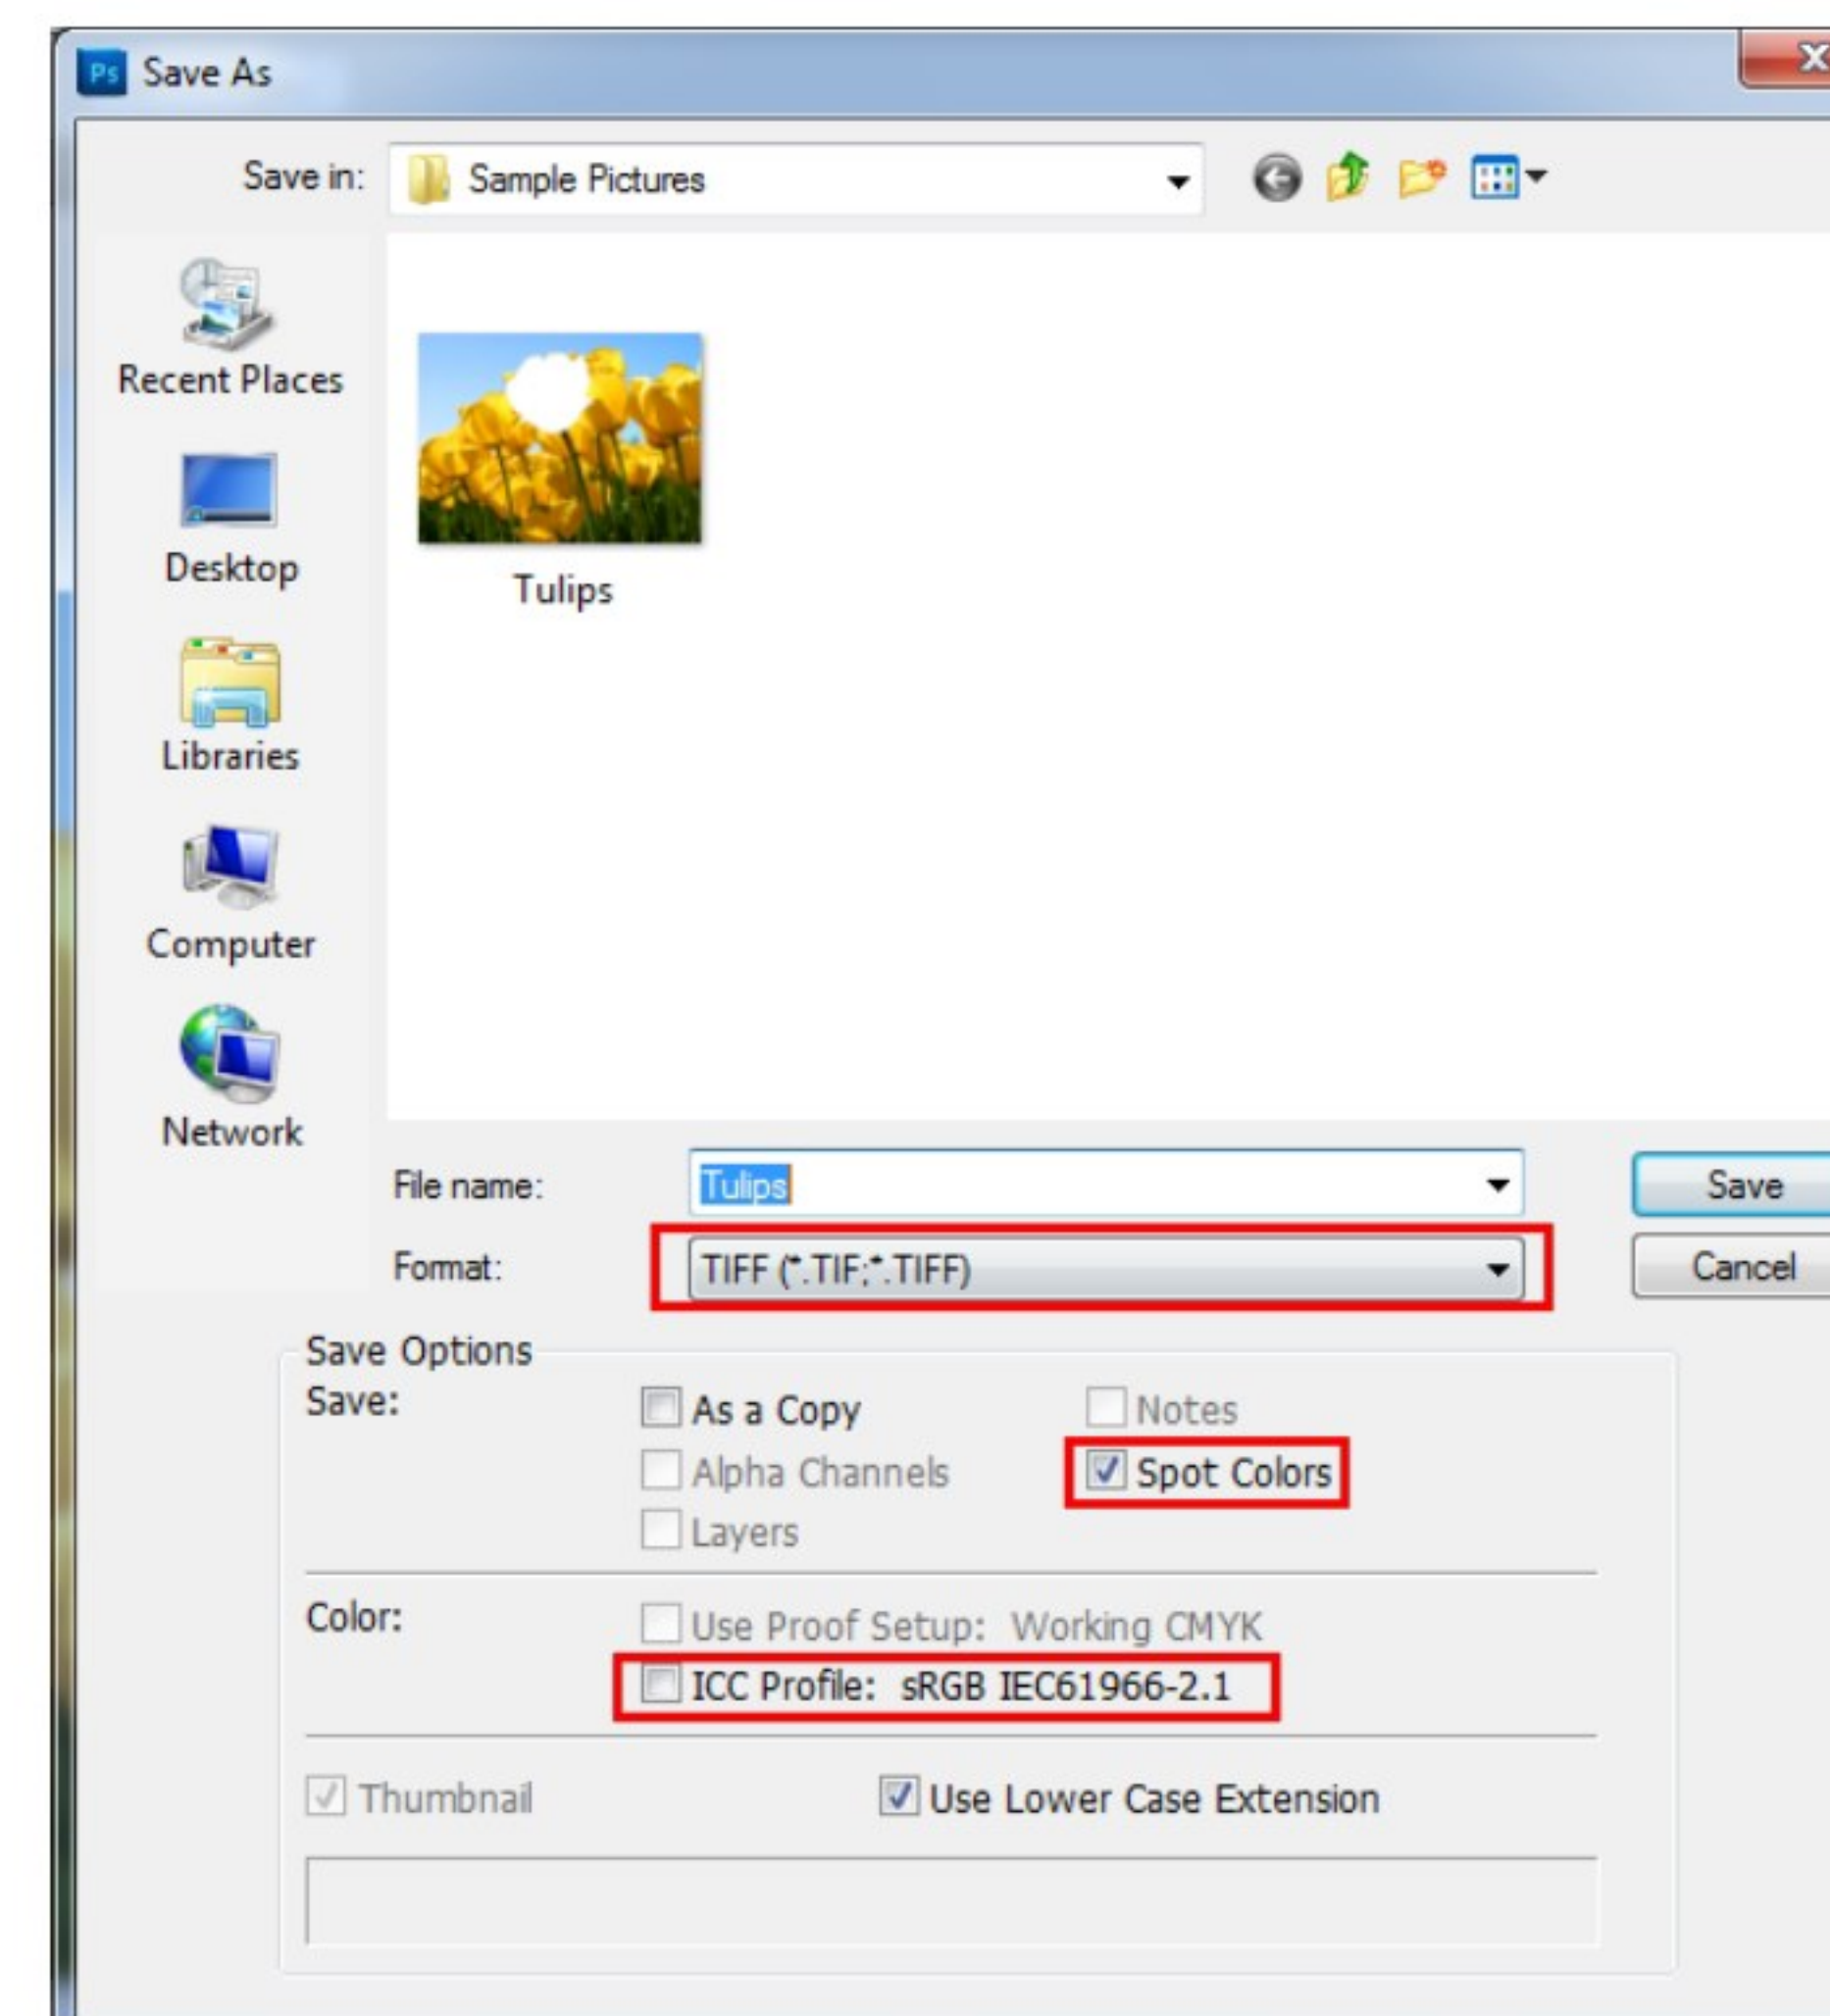 Ps Save As X
Save in: Sample Pictures
Recent Places
Desktop
Libraries
Computer
Network
Tulips
File name: Tulips Save
Format: TIFF (*.TIF;*.TIFF) Cancel
Save Options
Save: As a Copy Notes
Alpha Channels Spot Colors
Layers
Color: Use Proof Setup: Working CMYK
ICC Profile: sRGB IEC61966-2.1
Thumbnail Use Lower Case Extension